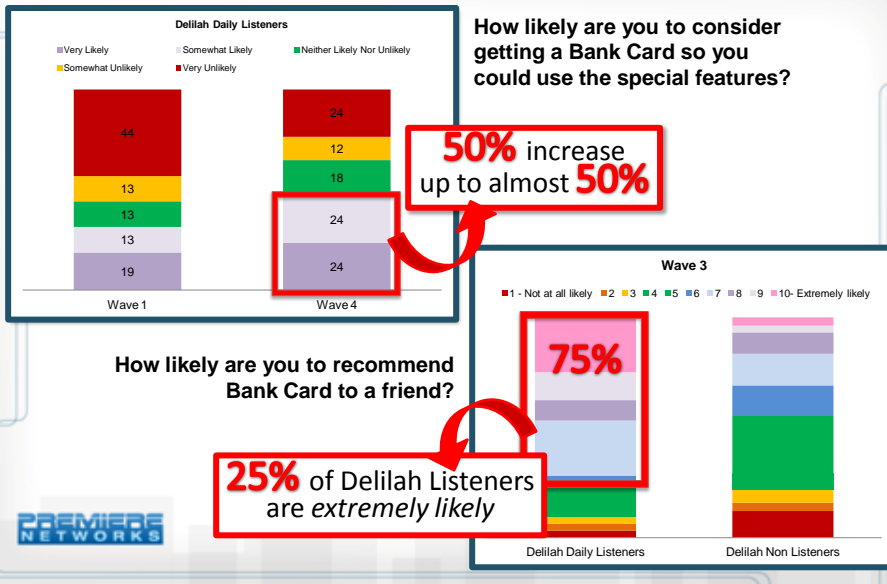 Delilah Daily Listeners
Very Likely Somewhat Likely Neither Likely Nor Unlikely
Somewhat Unlikely Very Unlikely
44
13
13
13
19
24
12
18
24
24
Wave 1 Wave 4
How likely are you to consider
getting a Bank Card so you
could use the special features?
50% increase
up to almost 50%
Wave 3
1 - Not at all likely 2 3 4 5 6 7 8 9 10- Extremely likely
75%
Delilah Daily Listeners Delilah Non Listeners
How likely are you to recommend
Bank Card to a friend?
25% of Delilah Listeners
are extremely likely
PREMIERE
NETWORKS